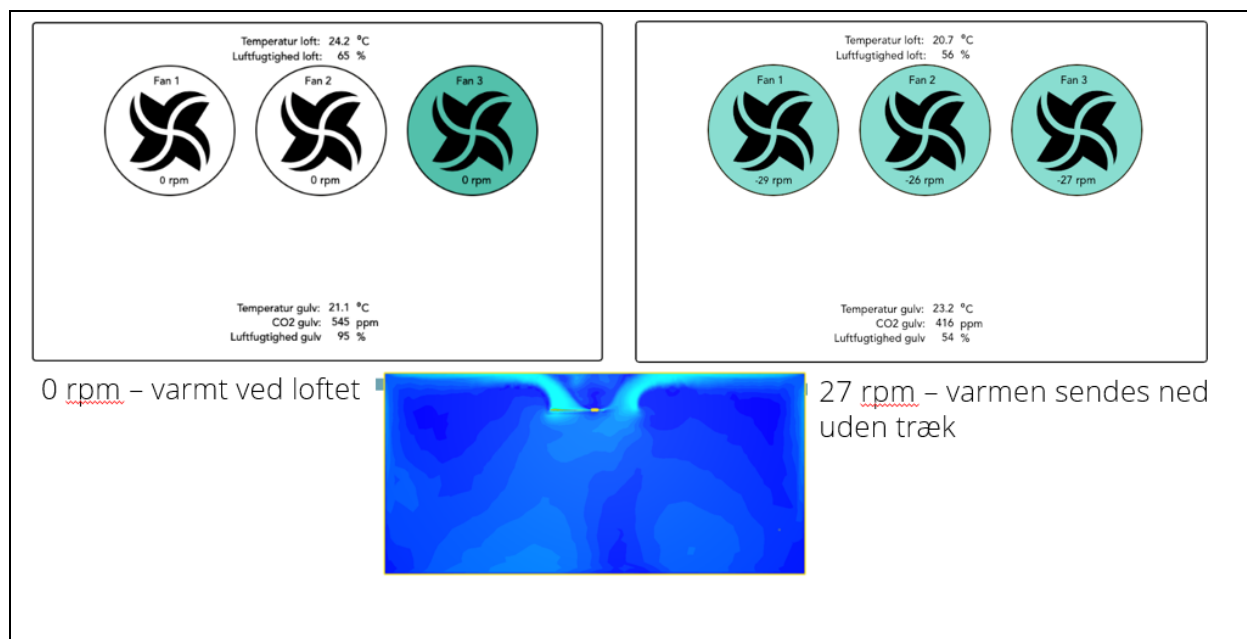 Temperatur loft: 24.2 °C
Luftfugtighed loft: 65 %
Fan 1
Fan 2
Fan 3
0 rpm
0 rpm
0 rpm
Temperatur gulv: 21.1 °C
CO2 gulv: 545 ppm
Luftfugtighed gulv 95 %
Temperatur loft: 20.7 °C
Luftfugtighed loft: 56 %
Fan 1
Fan 2
Fan 3
-29 rpm
-26 rpm
-27 rpm
Temperatur gulv: 23.2 °C
CO2 gulv: 416 ppm
Luftfugtighed gulv 54 %
0 rpm – varmt ved loftet
27 rpm – varmen sendes ned
uden træk